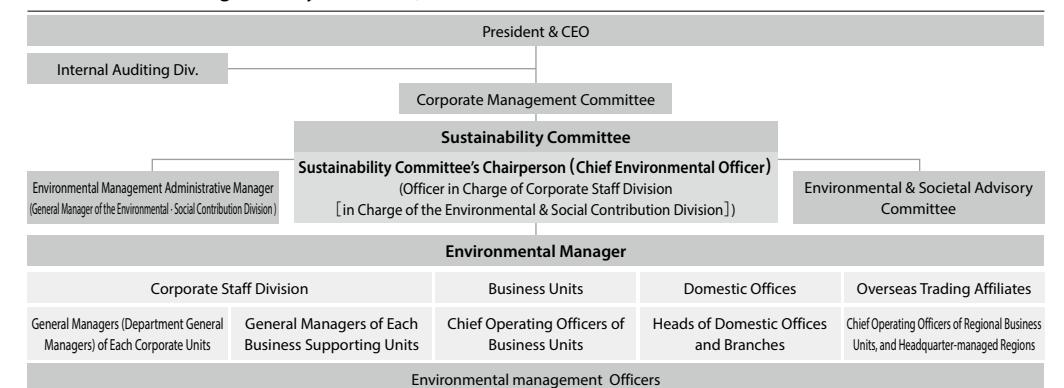 President & CEO
Internal Auditing Div.
Corporate Management Committee
Sustainability Committee
Sustainability Committee's Chairperson (Chief Environmental Officer)
(Officer in Charge of Corporate Staff Division
[in Charge of the Environmental & Social Contribution Division])
Environmental Management Administrative Manager
(General Manager of the Environmental · Social Contribution Division)
Environmental & Societal Advisory
Committee
Environmental Manager
Corporate Staff Division
Business Units
Domestic Offices
Overseas Trading Affiliates
General Managers (Department General
Managers) of Each Corporate Units
General Managers of Each
Business Supporting Units
Chief Operating Officers of
Business Units
Heads of Domestic Offices
and Branches
Chief Operating Officers of Regional Business
Units, and Headquarter-managed Regions
Environmental management Officers